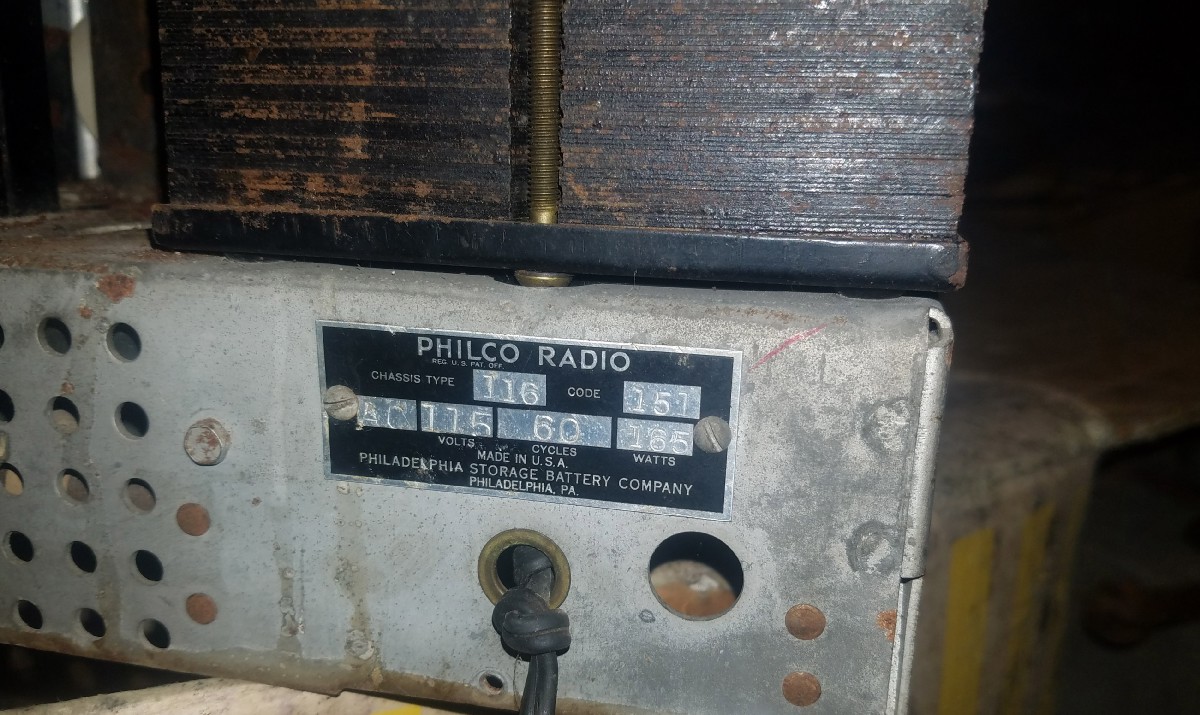 PHILCO RADIO
REG. U. S. PAT. OFF.
CHASSIS TYPE 116 CODE 151
AC 115 60 165
VOLTS CYCLES WATTS
MADE IN U.S.A.
PHILADELPHIA STORAGE BATTERY COMPANY
PHILADELPHIA, PA.